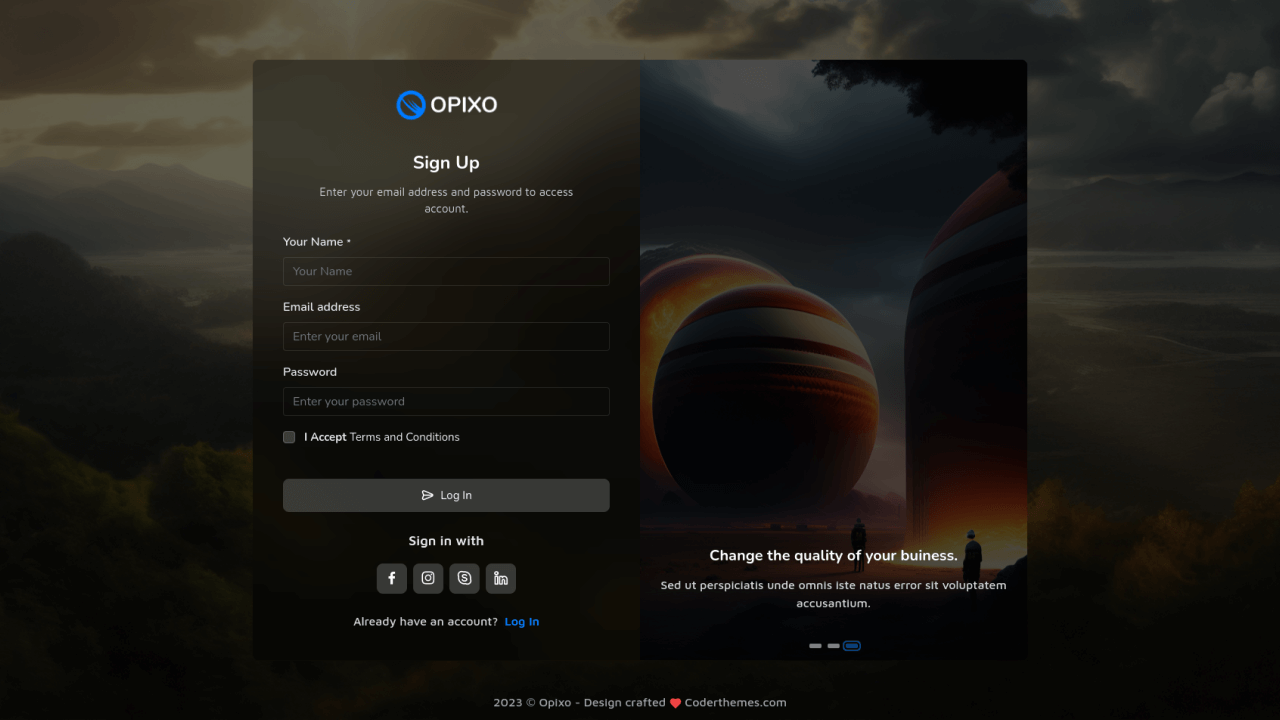 OPIXO
Sign Up
Enter your email address and password to access
account.
Your Name *
Your Name
Email address
Enter your email
Password
Enter your password
I Accept Terms and Conditions
Log In
Sign in with
Already have an account? Log In
Change the quality of your buiness.
Sed ut perspiciatis unde omnis iste natus error sit voluptatem
accusantium.
2023 © Opixo - Design crafted ❤ Coderthemes.com